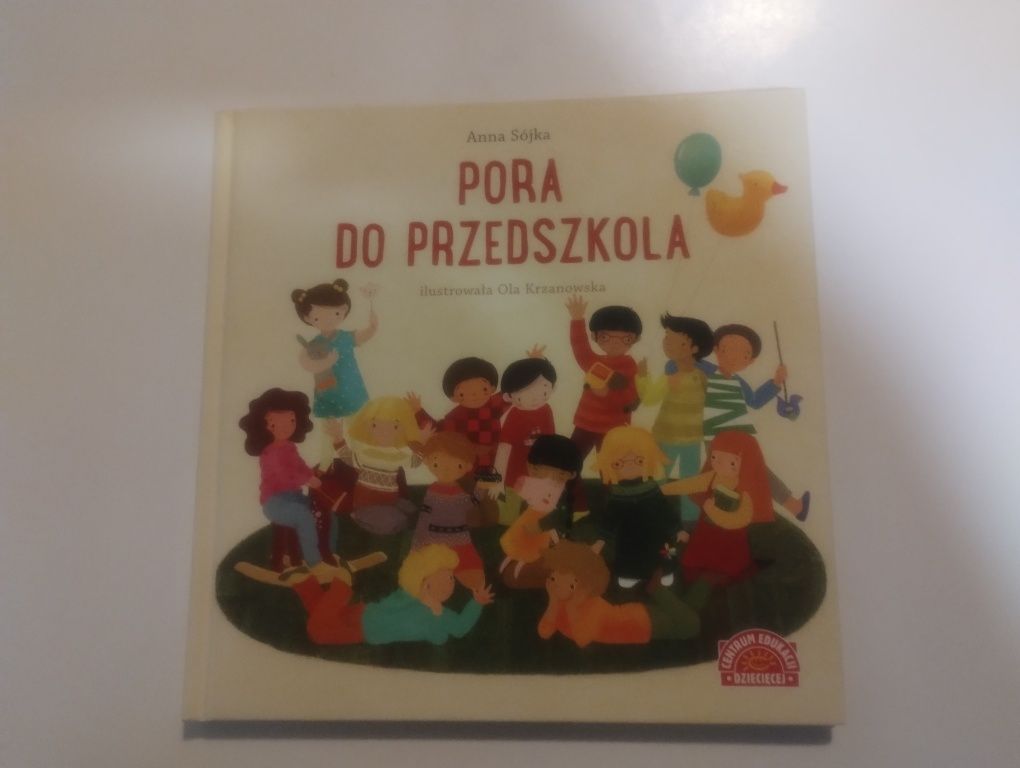 Anna Sójka
PORA
DO PRZEDSZKOLA
ilustrowała Ola Krzanowska
CENTRUM EDUKACJI
DZIECIĘCEJ